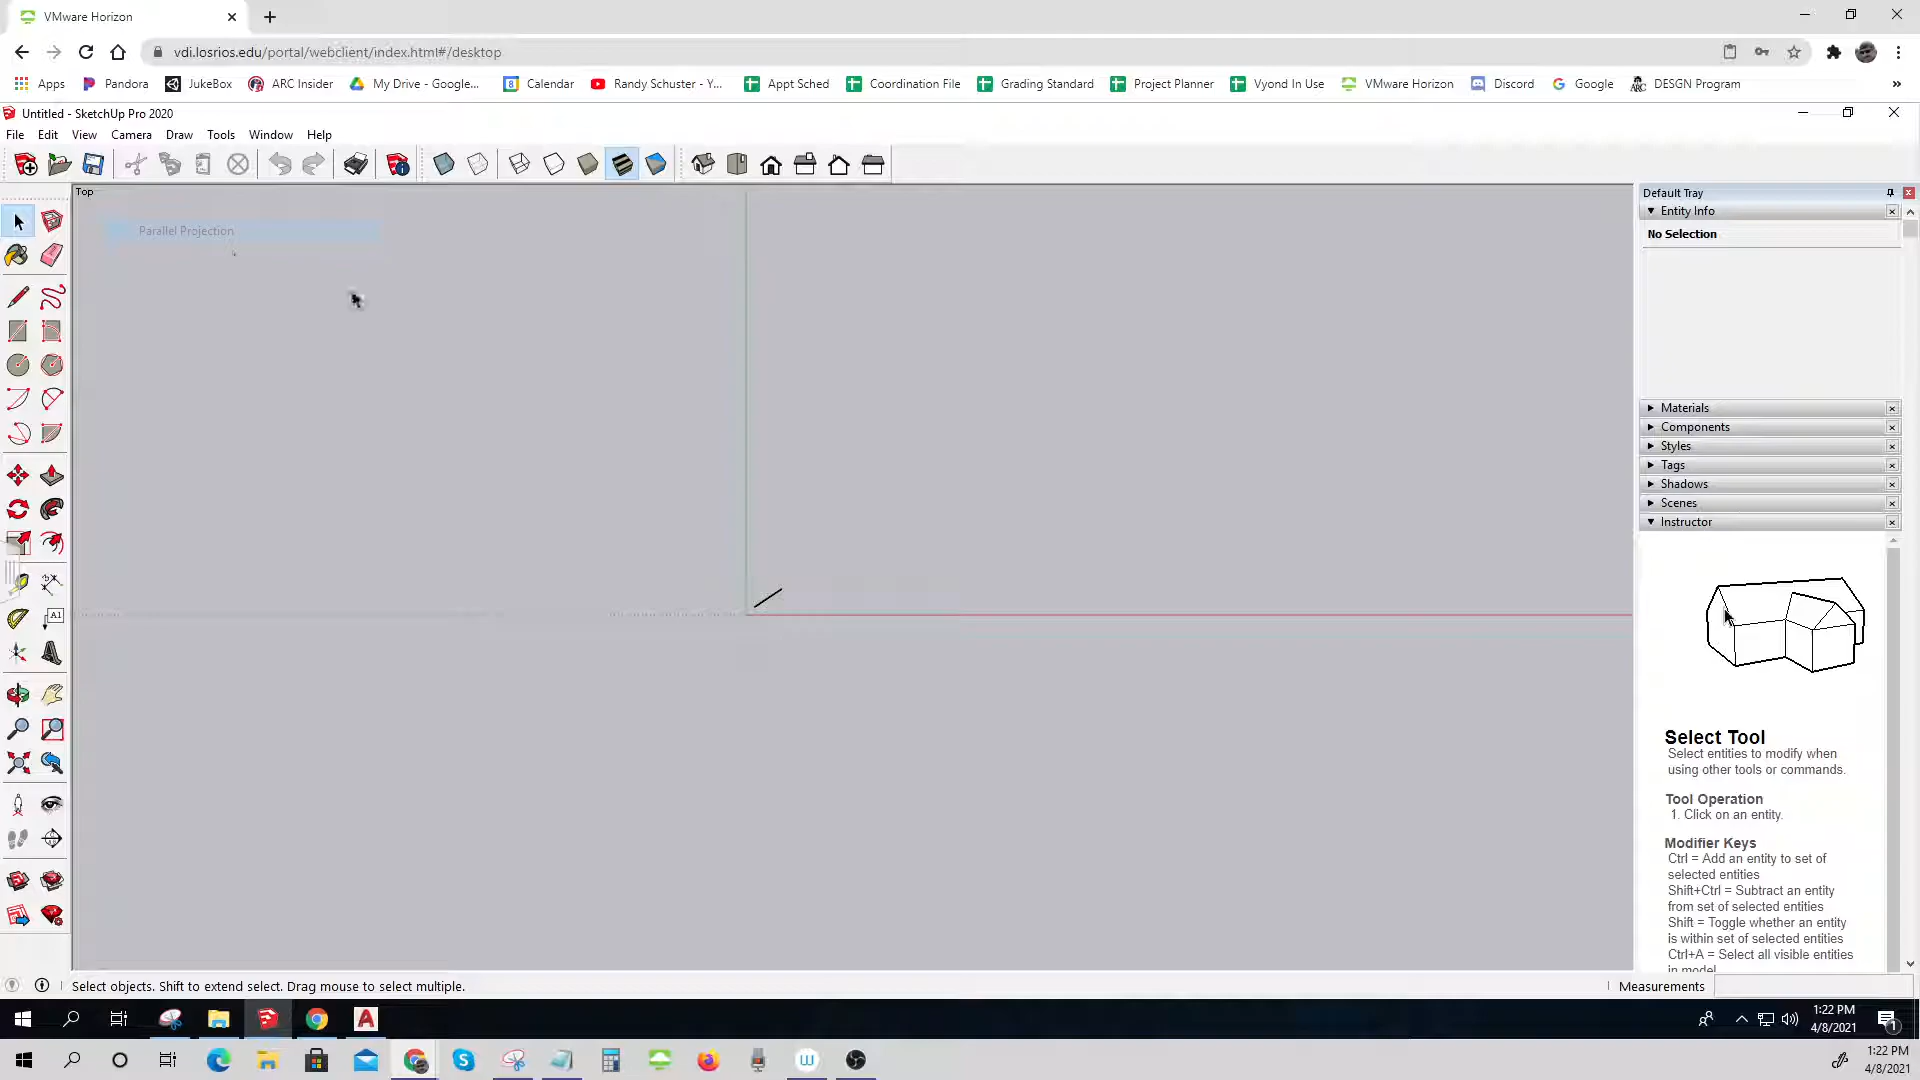 VMware Horizon
vdi.losrios.edu/portal/webclient/index.html#/desktop
Apps Pandora JukeBox ARC Insider My Drive - Google... Calendar Randy Schuster - Y... Appt Sched Coordination File Grading Standard Project Planner Vyond In Use VMware Horizon Discord Google DESGN Program
Untitled - SketchUp Pro 2020
File Edit View Camera Draw Tools Window Help
Top
Parallel Projection
Default Tray
Entity Info
No Selection
Materials
Components
Styles
Tags
Shadows
Scenes
Instructor
Select Tool
Select entities to modify when
using other tools or commands.
Tool Operation
1. Click on an entity.
Modifier Keys
Ctrl = Add an entity to set of
selected entities
Shift+Ctrl = Subtract an entity
from set of selected entities
Shift = Toggle whether an entity
is within set of selected entities
Ctrl+A = Select all visible entities
in model
Select objects. Shift to extend select. Drag mouse to select multiple.
Measurements
1:22 PM
4/8/2021
1:22 PM
4/8/2021